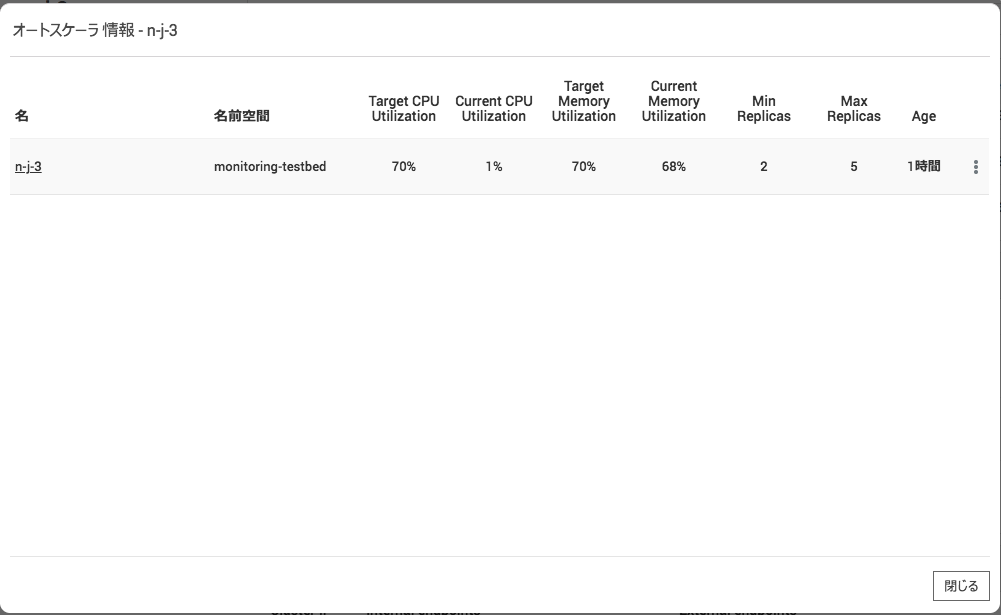 オートスケーラ 情報 - n-j-3
名
名前空間
Target CPU
Utilization
Current CPU
Utilization
Target
Memory
Utilization
Current
Memory
Utilization
Min
Replicas
Max
Replicas
Age
n-j-3
monitoring-testbed
70%
1%
70%
68%
2
5
1時間
閉じる